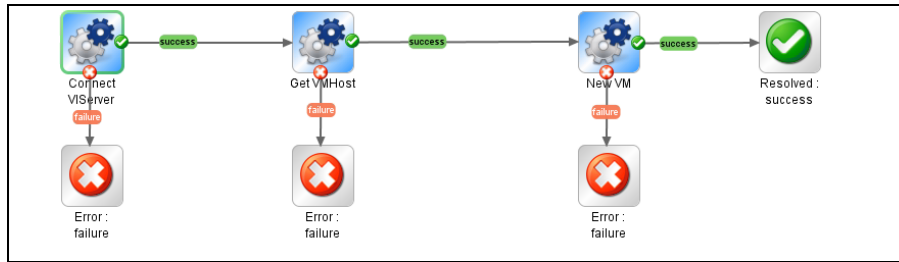 success
success
success
Connect
VIServer
Get VMHost
New VM
Resolved :
success
failure
failure
failure
Error :
failure
Error :
failure
Error :
failure